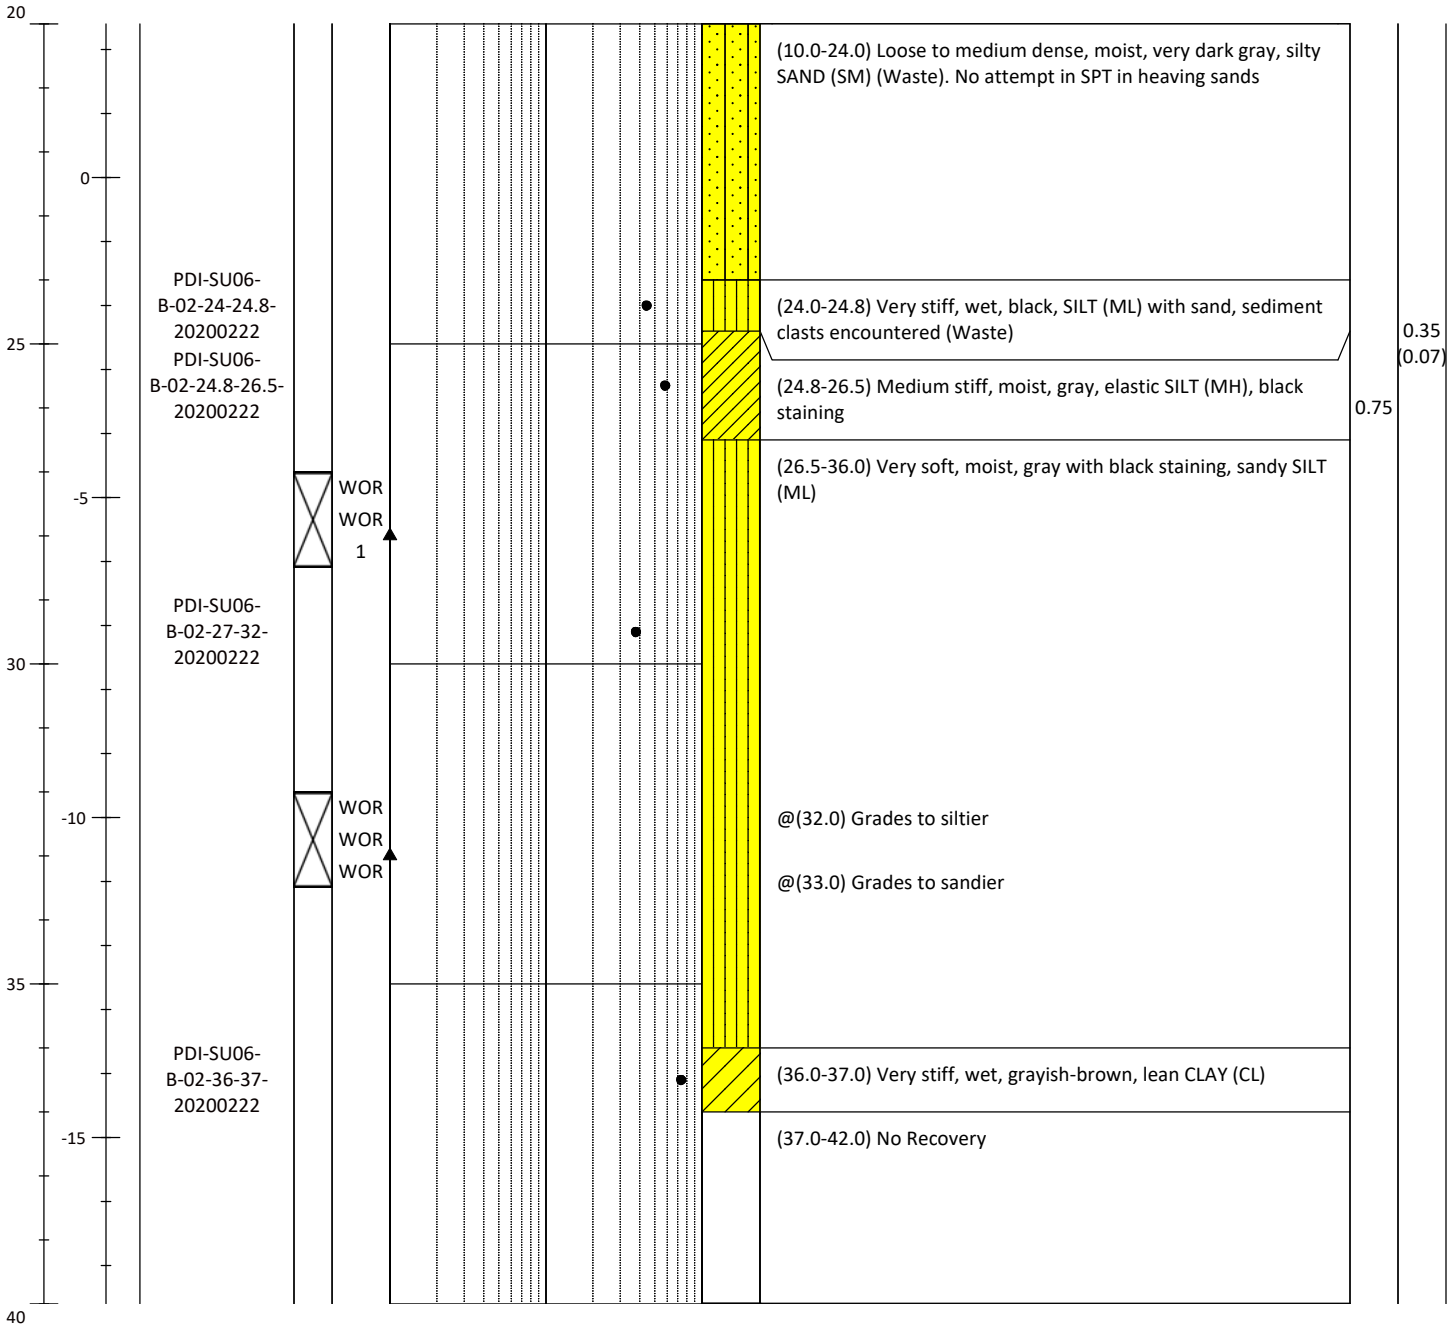 20
(10.0-24.0) Loose to medium dense, moist, very dark gray, silty
SAND (SM) (Waste). No attempt in SPT in heaving sands
0
PDI-SU06-
B-02-24-24.8-
20200222
(24.0-24.8) Very stiff, wet, black, SILT (ML) with sand, sediment
clasts encountered (Waste)
0.35
(0.07)
25
PDI-SU06-
B-02-24.8-26.5-
20200222
(24.8-26.5) Medium stiff, moist, gray, elastic SILT (MH), black
staining
0.75
(26.5-36.0) Very soft, moist, gray with black staining, sandy SILT
(ML)
-5
WOR
WOR
1
PDI-SU06-
B-02-27-32-
20200222
30
-10
WOR
WOR
WOR
@(32.0) Grades to siltier
@(33.0) Grades to sandier
35
PDI-SU06-
B-02-36-37-
20200222
(36.0-37.0) Very stiff, wet, grayish-brown, lean CLAY (CL)
-15
(37.0-42.0) No Recovery
40